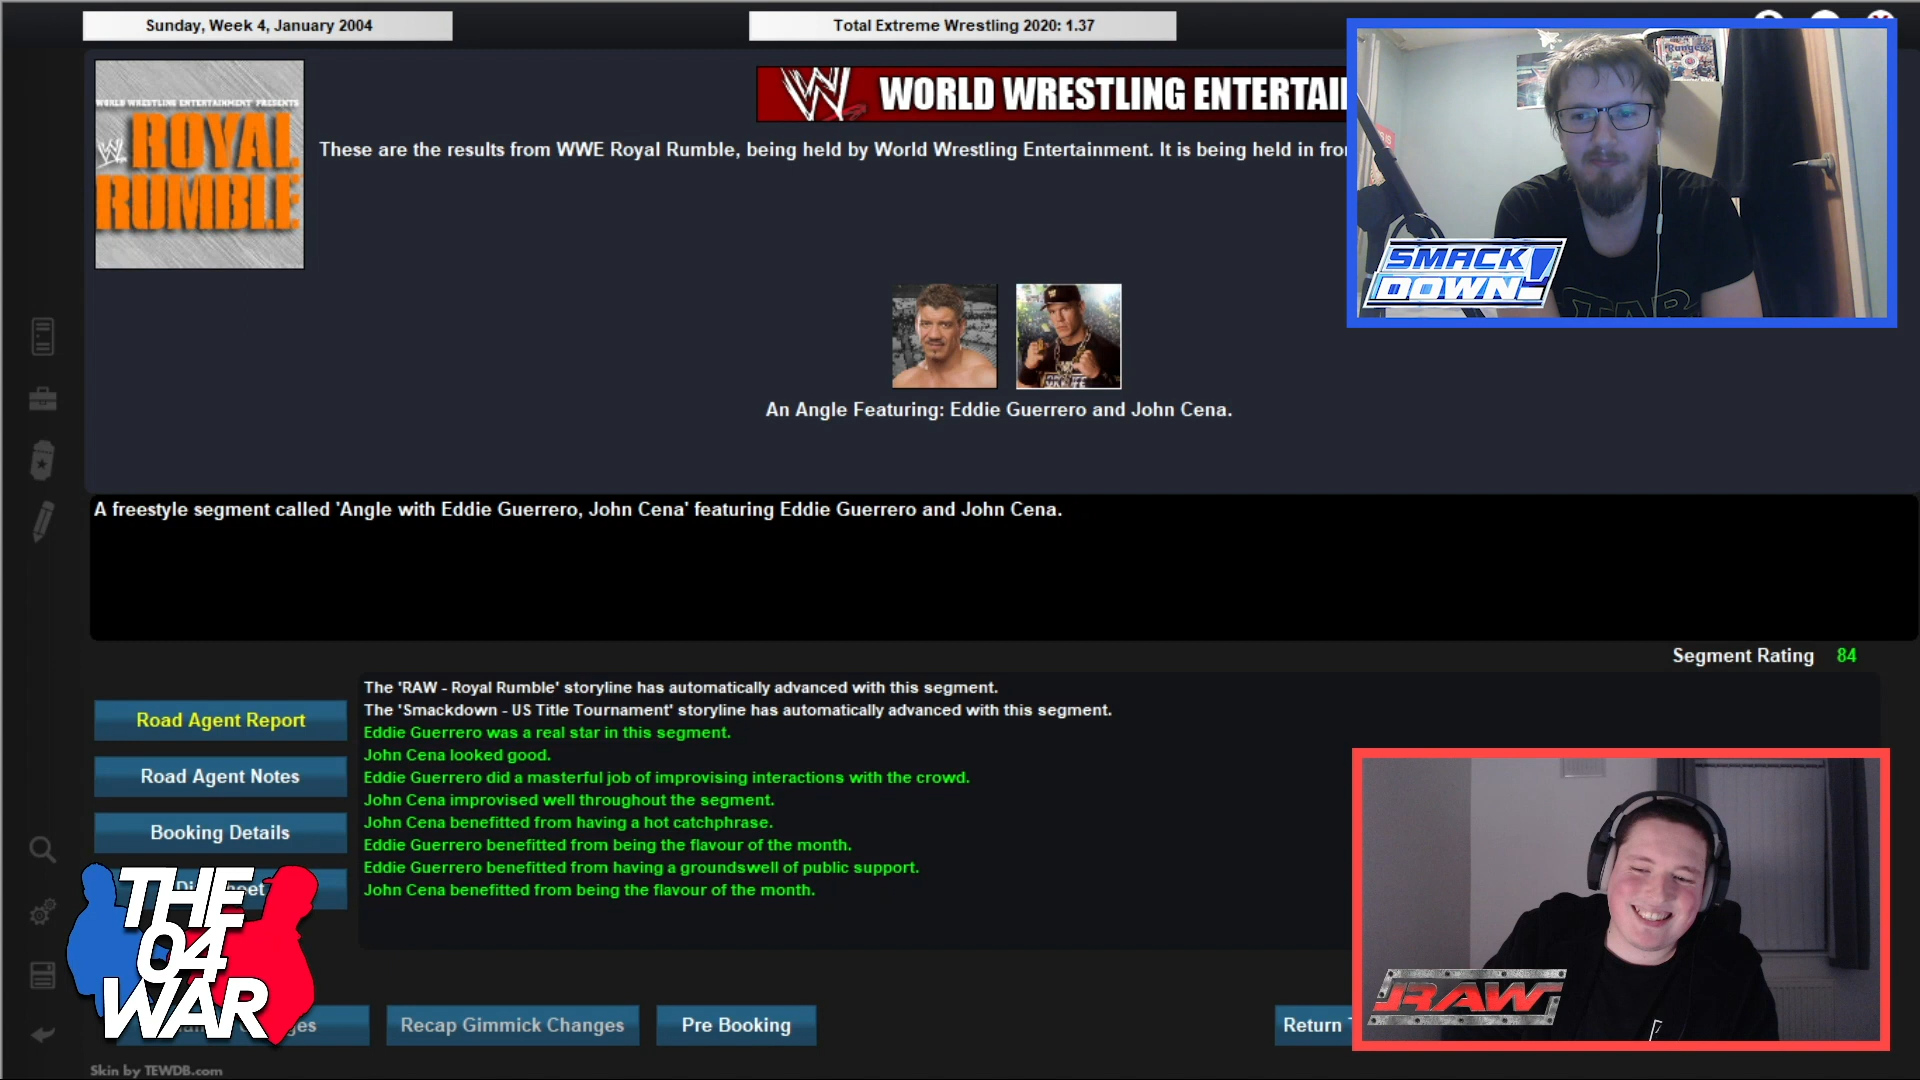 Sunday, Week 4, January 2004
Total Extreme Wrestling 2020: 1.37
WORLD WRESTLING ENTERTAINMENT PRESENTS
ROYAL
RUMBLE
WORLD WRESTLING ENTERTAI
These are the results from WWE Royal Rumble, being held by World Wrestling Entertainment. It is being held in fro
SMACK
DOWN!
An Angle Featuring: Eddie Guerrero and John Cena.
A freestyle segment called 'Angle with Eddie Guerrero, John Cena' featuring Eddie Guerrero and John Cena.
Segment Rating 84
The 'RAW - Royal Rumble' storyline has automatically advanced with this segment.
The 'Smackdown - US Title Tournament' storyline has automatically advanced with this segment.
Eddie Guerrero was a real star in this segment.
John Cena looked good.
Eddie Guerrero did a masterful job of improvising interactions with the crowd.
John Cena improvised well throughout the segment.
John Cena benefitted from having a hot catchphrase.
Eddie Guerrero benefitted from being the flavour of the month.
Eddie Guerrero benefitted from having a groundswell of public support.
John Cena benefitted from being the flavour of the month.
Road Agent Report
Road Agent Notes
Booking Details
THE
04
WAR
RAW
Recap Gimmick Changes
Pre Booking
Return
Skin by TEWDB.com